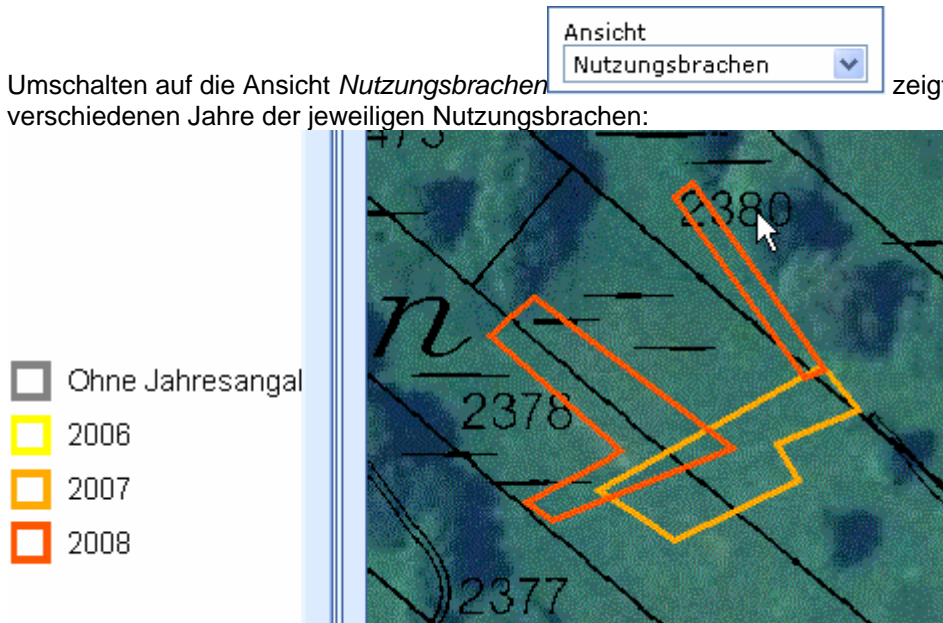 Ansicht
Nutzungsbrachen
Umschalten auf die Ansicht Nutzungsbrachen zeigt
verschiedenen Jahre der jeweiligen Nutzungsbrachen:
2380
n
2378
2377
Ohne Jahresangal
2006
2007
2008